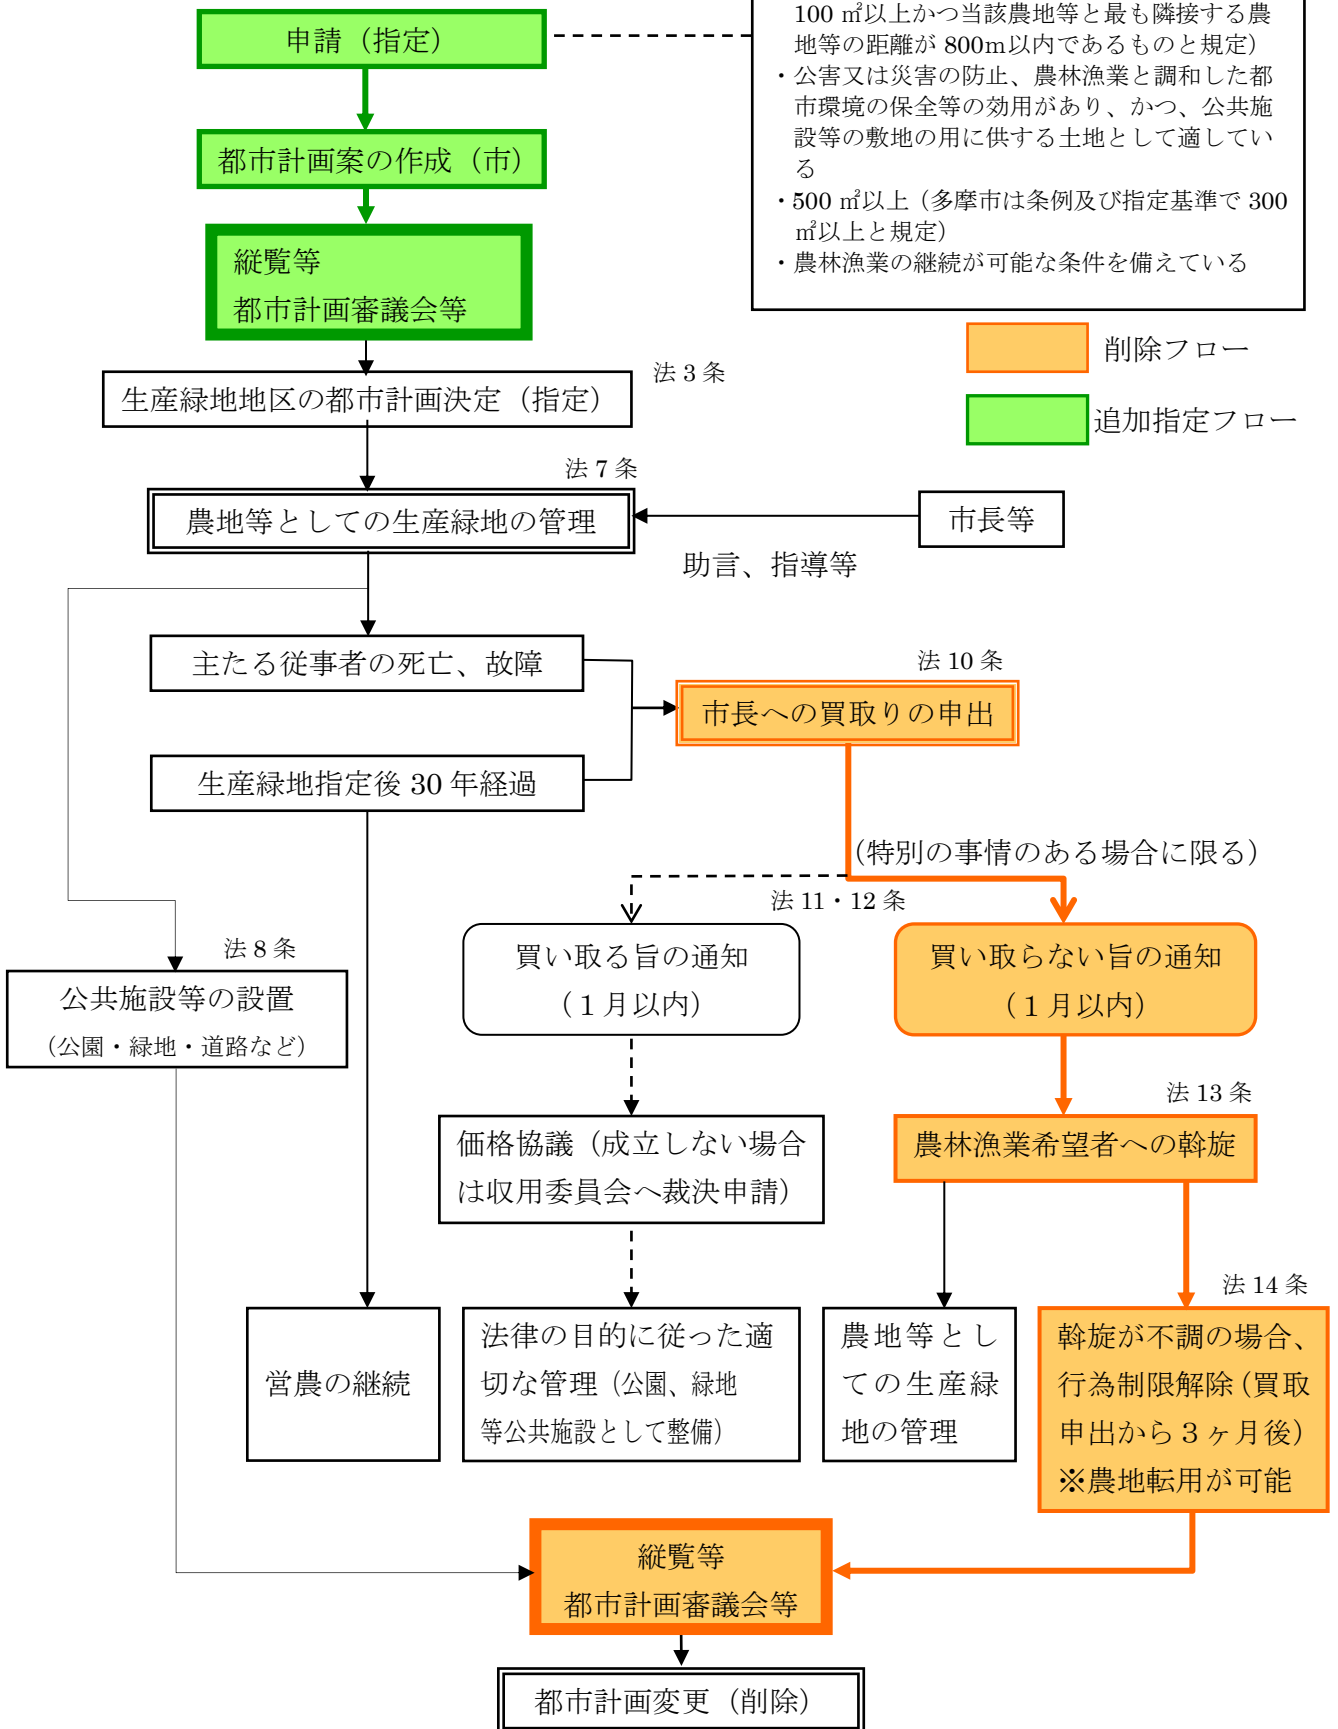 申請（指定）
100 ㎡以上かつ当該農地等と最も隣接する農
地等の距離が 800m以内であるものと規定）
・公害又は災害の防止、農林漁業と調和した都
市環境の保全等の効用があり、かつ、公共施
設等の敷地の用に供する土地として適してい
る
・500 ㎡以上（多摩市は条例及び指定基準で 300
㎡以上と規定）
・農林漁業の継続が可能な条件を備えている
都市計画案の作成（市）
縦覧等
都市計画審議会等
削除フロー
追加指定フロー
法 3 条
生産緑地地区の都市計画決定（指定）
法 7 条
農地等としての生産緑地の管理
市長等
助言、指導等
主たる従事者の死亡、故障
法 10 条
市長への買取りの申出
生産緑地指定後 30 年経過
（特別の事情のある場合に限る）
法 11・12 条
法 8 条
公共施設等の設置
（公園・緑地・道路など）
買い取る旨の通知
（１月以内）
買い取らない旨の通知
（１月以内）
法 13 条
価格協議（成立しない場合
は収用委員会へ裁決申請）
農林漁業希望者への斡旋
法 14 条
営農の継続
法律の目的に従った適
切な管理（公園、緑地
等公共施設として整備）
農地等とし
ての生産緑
地の管理
斡旋が不調の場合、
行為制限解除（買取
申出から３ヶ月後）
※農地転用が可能
縦覧等
都市計画審議会等
都市計画変更（削除）